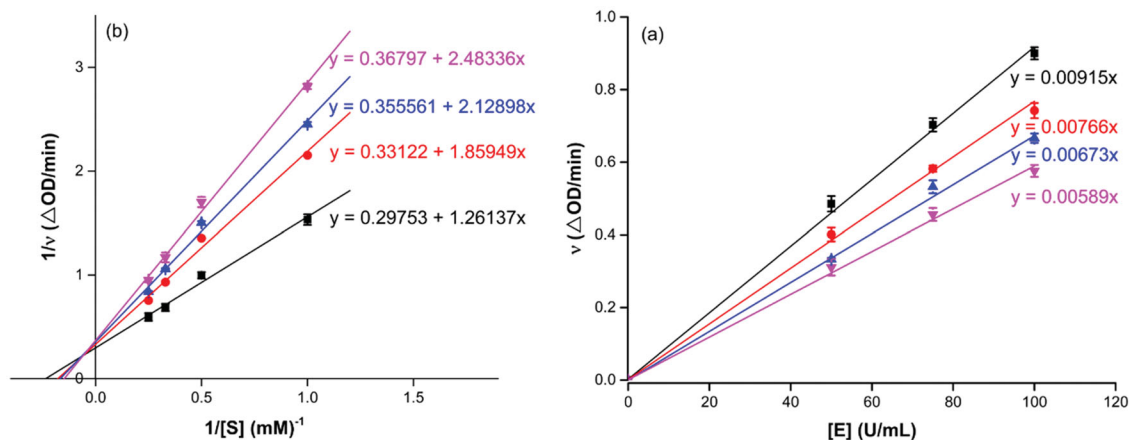 (b)
3
2
1
0
0.0
0.5
1.0
1.5
1/ν (△OD/min)
1/[S] (mM)⁻¹
y = 0.36797 + 2.48336x
y = 0.355561 + 2.12898x
y = 0.33122 + 1.85949x
y = 0.29753 + 1.26137x
(a)
1.0
0.8
0.6
0.4
0.2
0.0
0
20
40
60
80
100
120
ν (△OD/min)
[E] (U/mL)
y = 0.00915x
y = 0.00766x
y = 0.00673x
y = 0.00589x